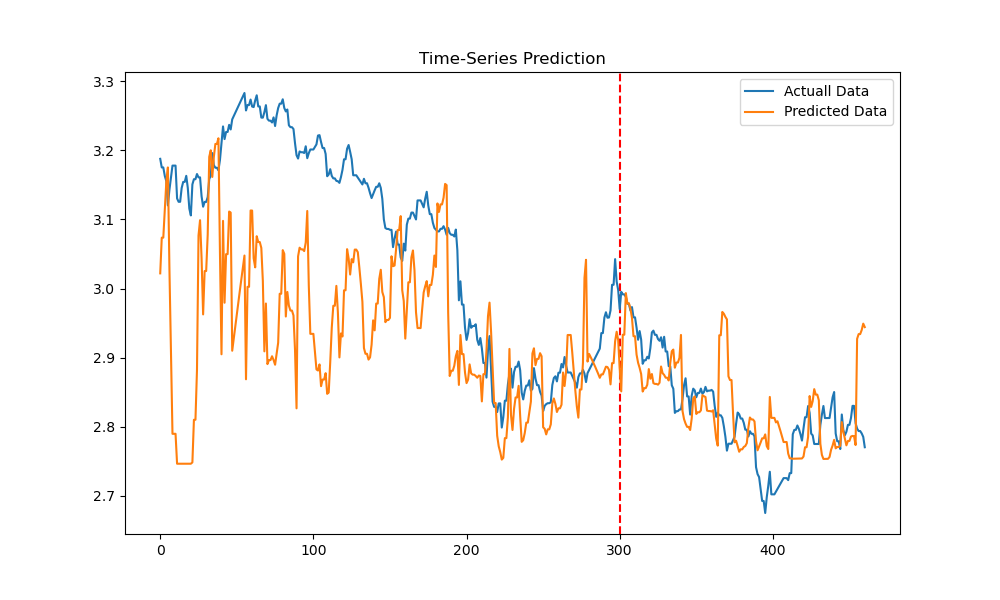 Time-Series Prediction
Actuall Data
Predicted Data
3.3
3.2
3.1
3.0
2.9
2.8
2.7
0 100 200 300 400